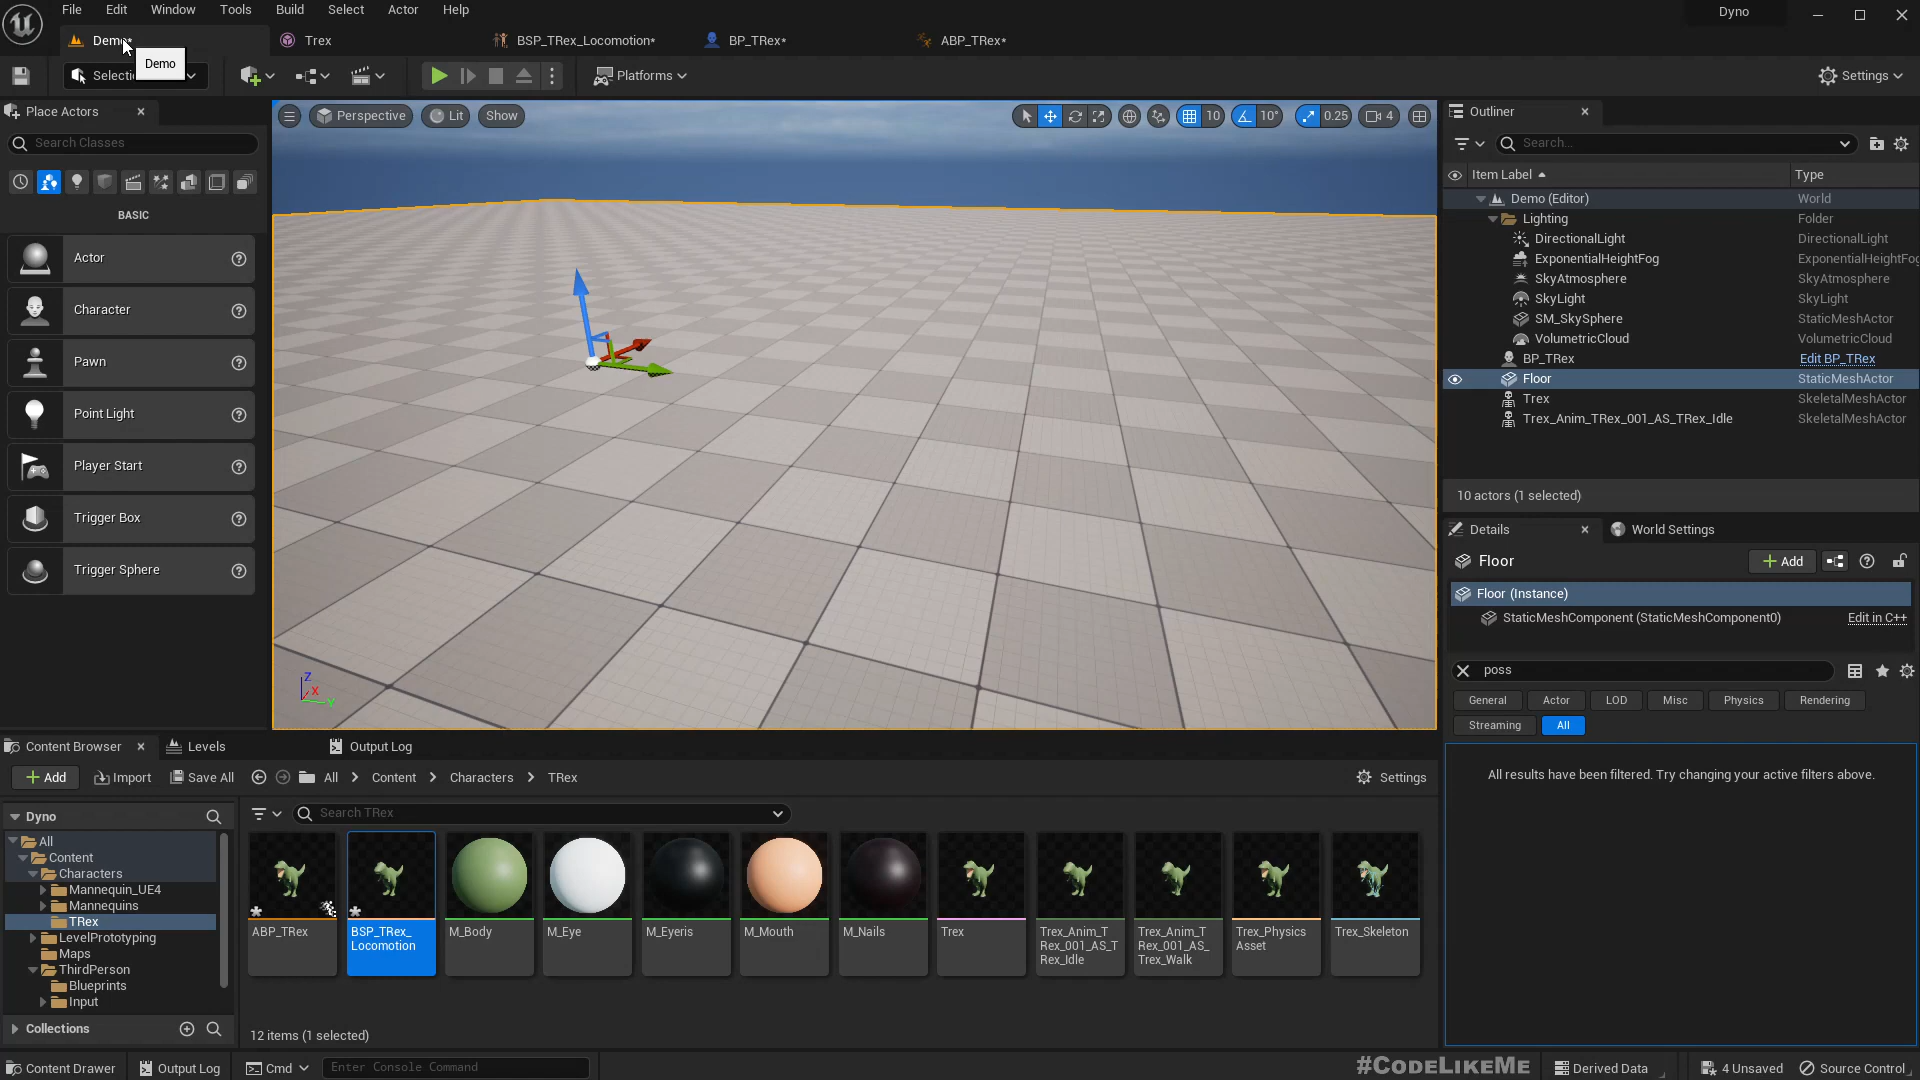 File Edit Window Tools Build Select Actor Help
Dyno
Demo*
Trex
BSP_TRex_Locomotion*
BP_TRex*
ABP_TRex*
Demo
Platforms
Settings
Place Actors
Search Classes
BASIC
Actor
Character
Pawn
Point Light
Player Start
Trigger Box
Trigger Sphere
Perspective
Lit
Show
10
10°
0.25
4
Z
X
Y
Outliner
Search...
Item Label
Type
Demo (Editor) World
Lighting Folder
DirectionalLight DirectionalLight
ExponentialHeightFog ExponentialHeightFog
SkyAtmosphere SkyAtmosphere
SkyLight SkyLight
SM_SkySphere StaticMeshActor
VolumetricCloud VolumetricCloud
BP_TRex Edit BP_TRex
Floor StaticMeshActor
Trex SkeletalMeshActor
Trex_Anim_TRex_001_AS_TRex_Idle SkeletalMeshActor
10 actors (1 selected)
Details
World Settings
Floor
Add
Floor (Instance)
StaticMeshComponent (StaticMeshComponent0) Edit in C++
poss
General Actor LOD Misc Physics Rendering
Streaming All
All results have been filtered. Try changing your active filters above.
Content Browser
Levels
Output Log
Add
Import
Save All
All
Content
Characters
TRex
Settings
Dyno
All
Content
Characters
Mannequin_UE4
Mannequins
TRex
LevelPrototyping
Maps
ThirdPerson
Blueprints
Input
Collections
Search TRex
ABP_TRex
BSP_TRex_
Locomotion
M_Body
M_Eye
M_Eyeris
M_Mouth
M_Nails
Trex
Trex_Anim_T
Rex_001_AS_T
Rex_Idle
Trex_Anim_T
Rex_001_AS_
Trex_Walk
Trex_Physics
Asset
Trex_Skeleton
12 items (1 selected)
Content Drawer
Output Log
Cmd
Enter Console Command
#CodeLikeMe
Derived Data
4 Unsaved
Source Control